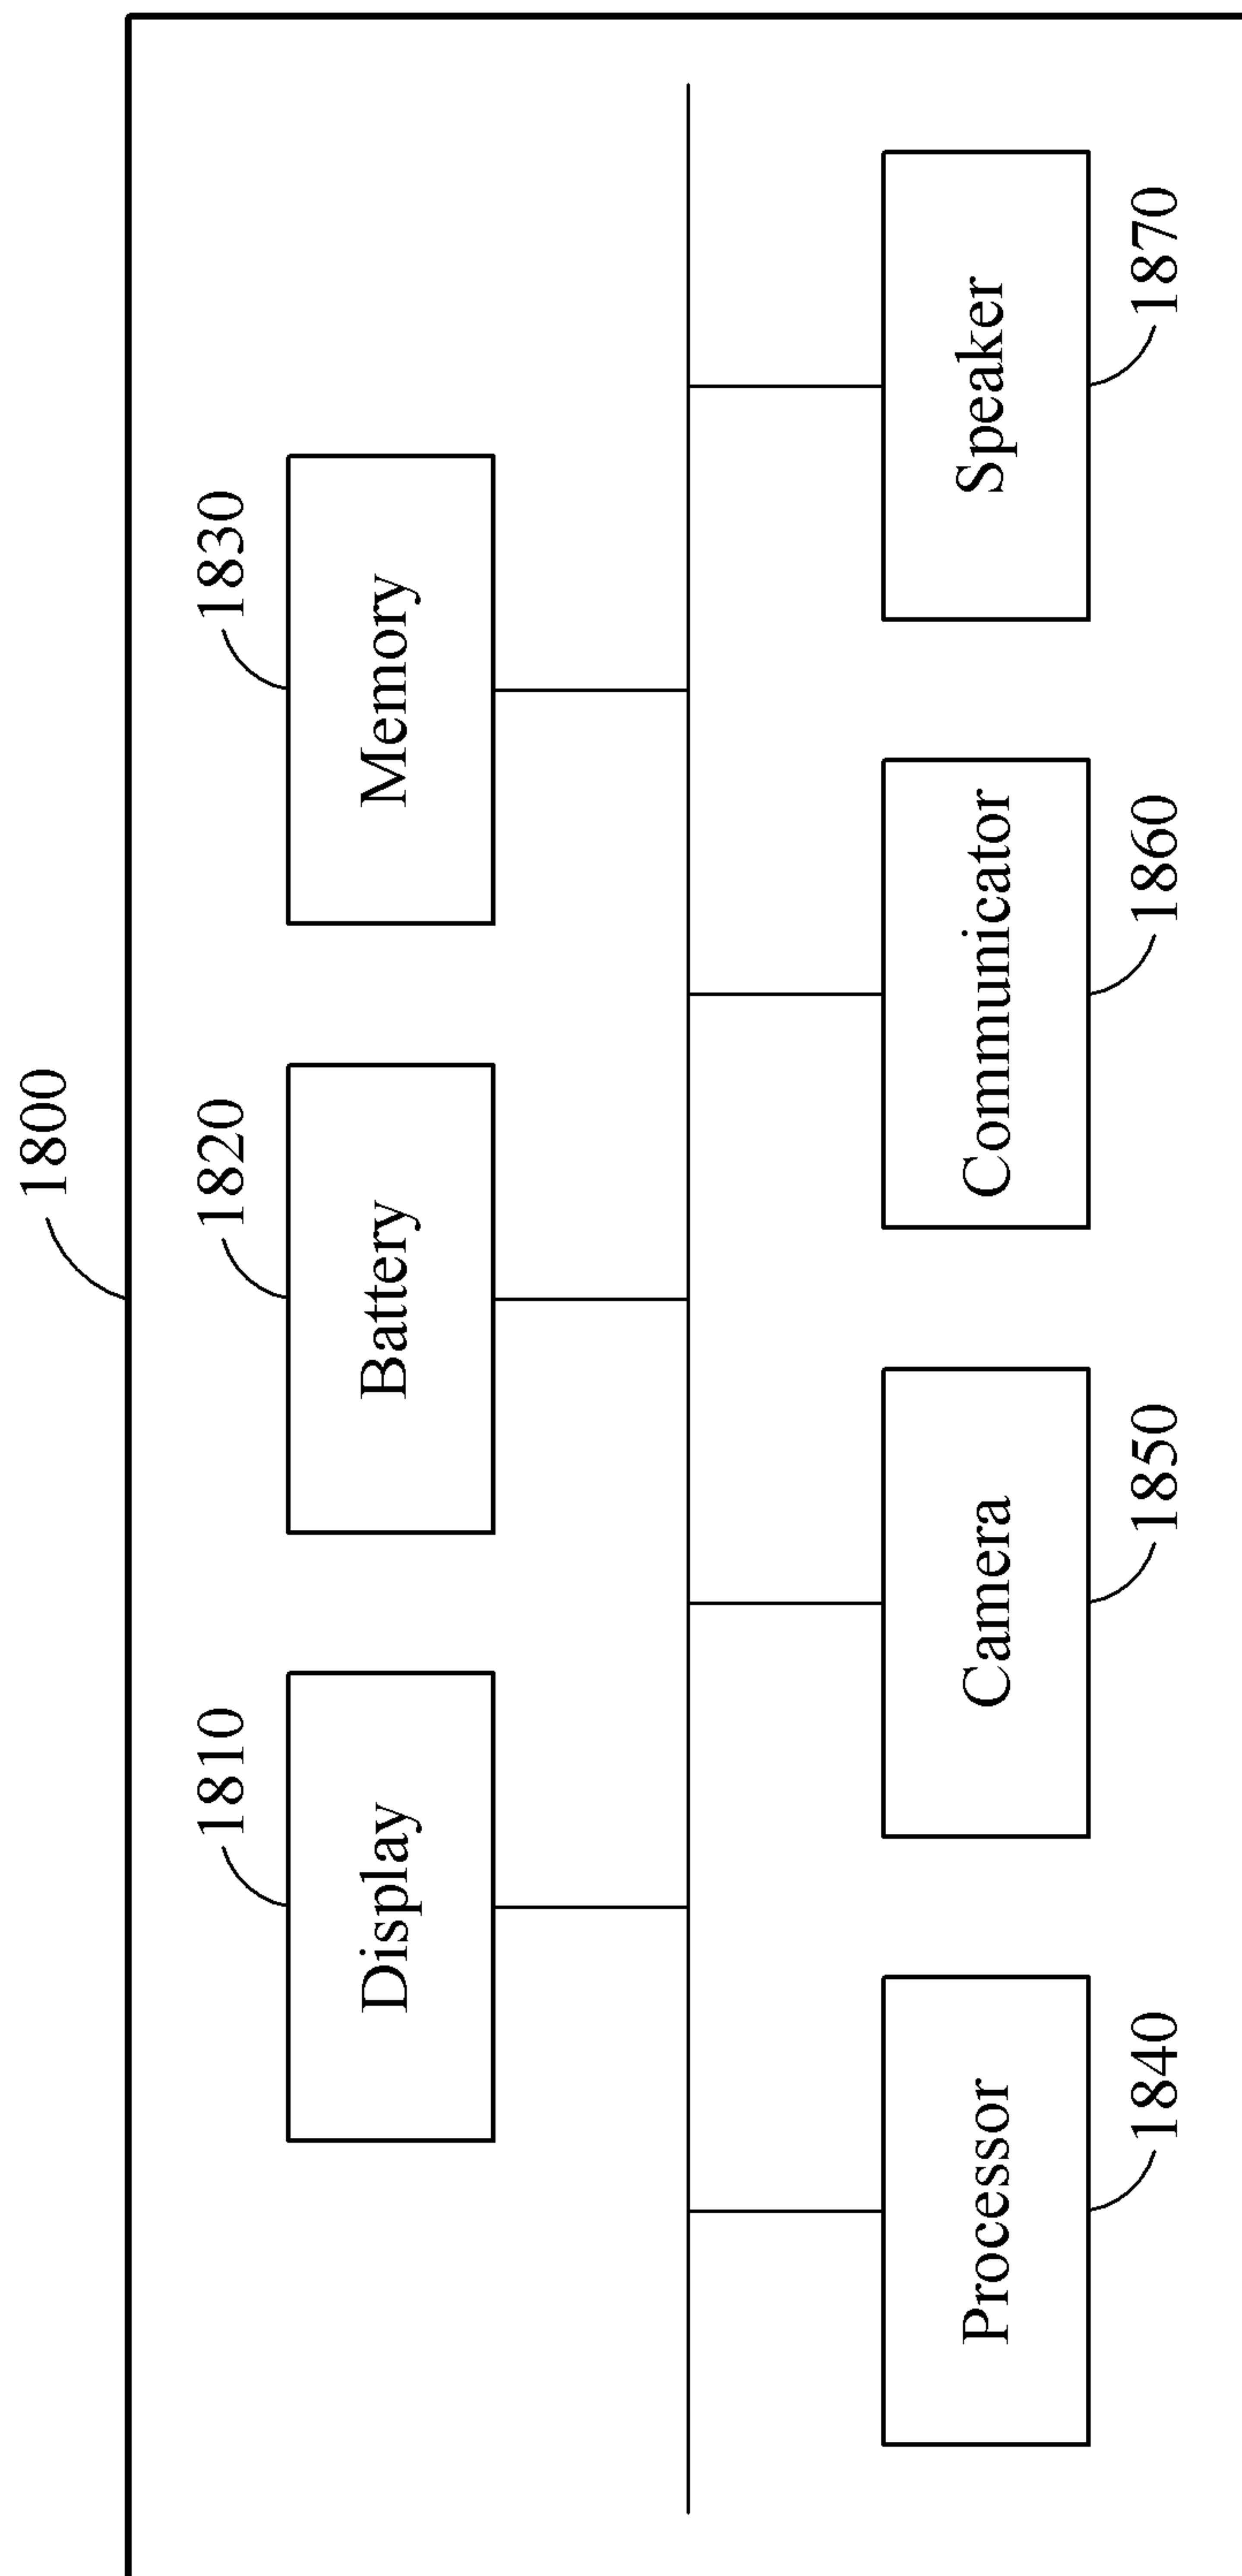 1800
1810
Display
1820
Battery
1830
Memory
Processor
1840
Camera
1850
Communicator
1860
Speaker
1870